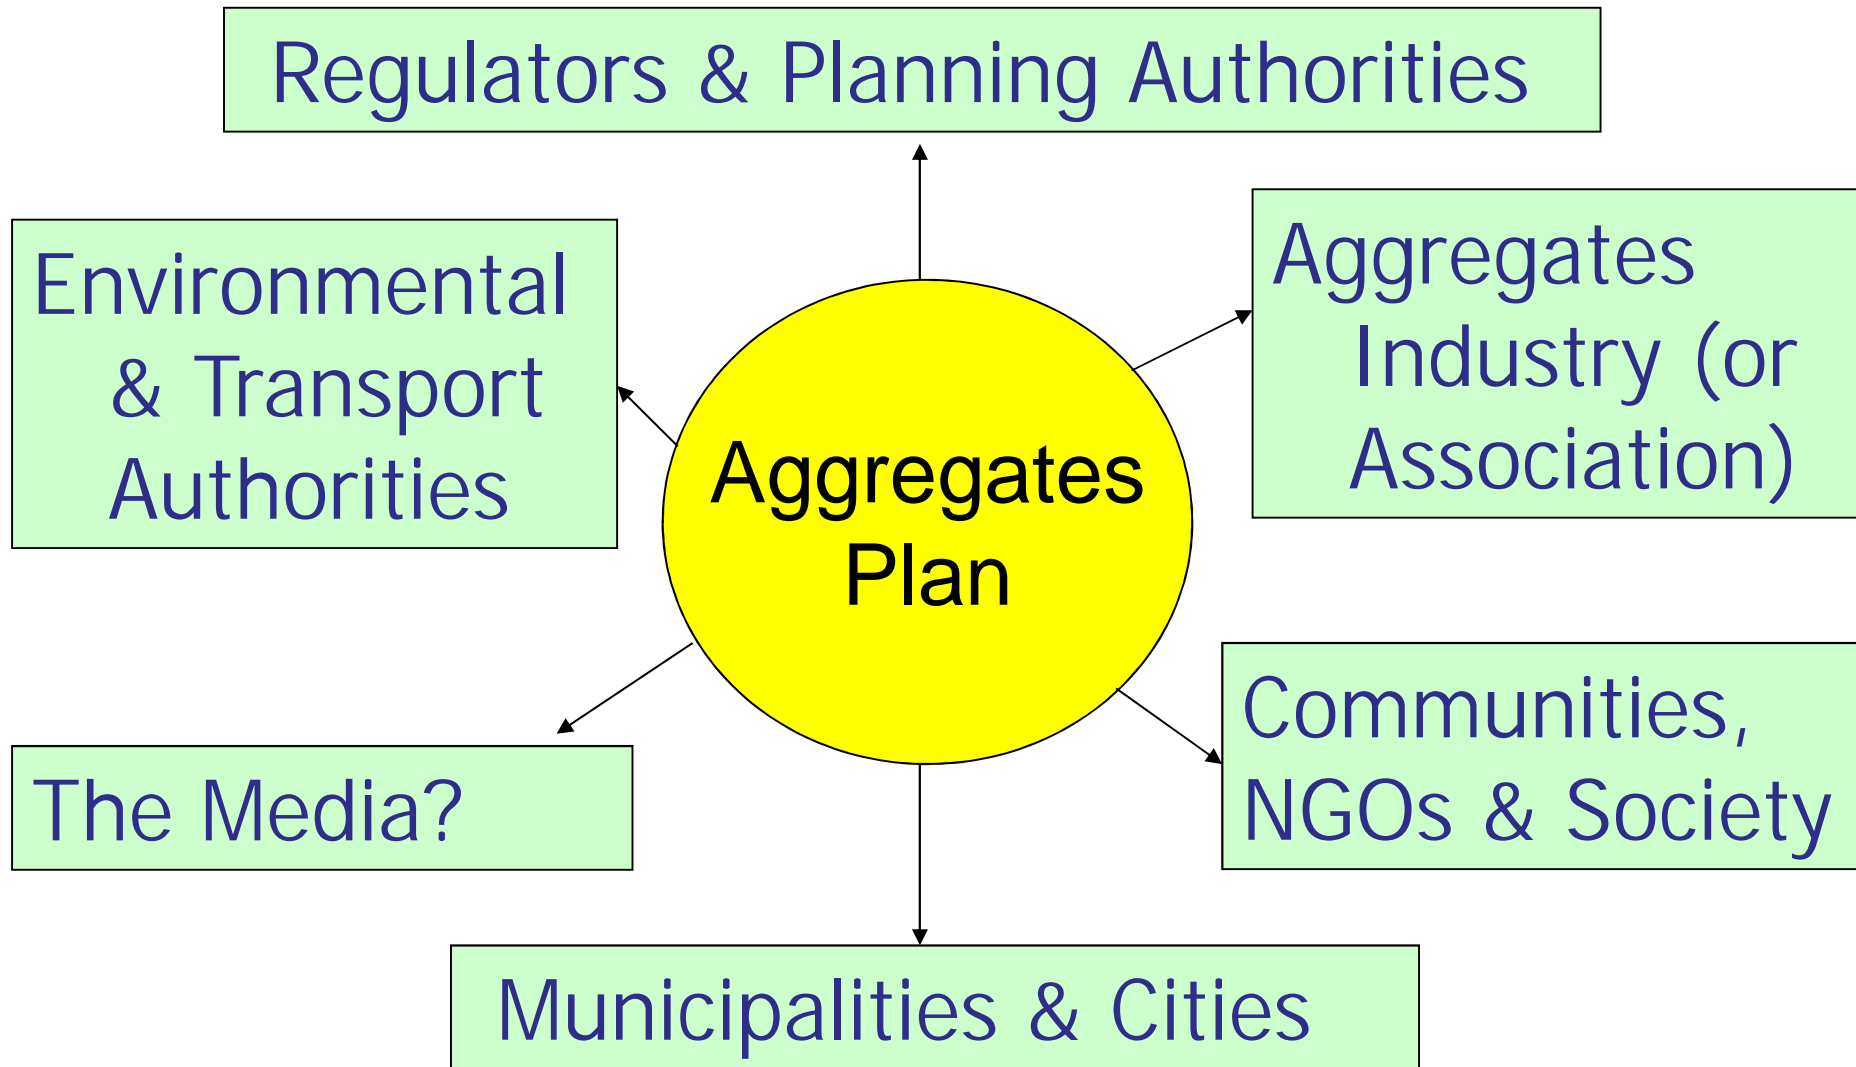 Regulators & Planning Authorities
Environmental
& Transport
Authorities
Aggregates
Industry (or
Association)
Aggregates
Plan
The Media?
Communities,
NGOs & Society
Municipalities & Cities